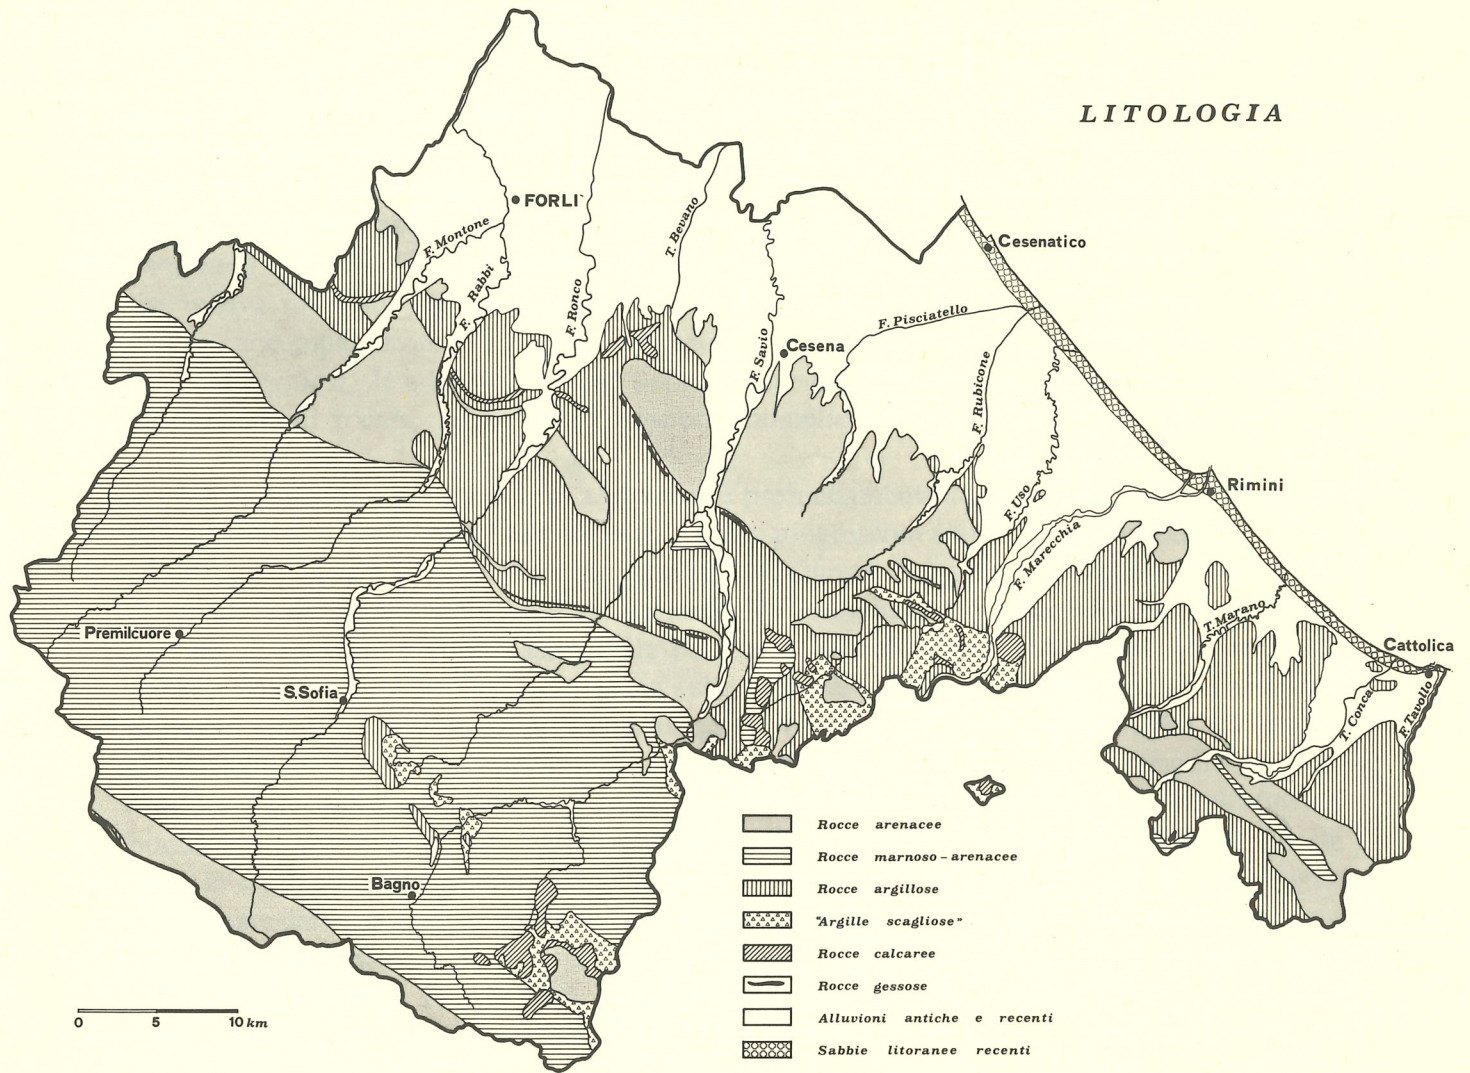 LITOLOGIA
FORLI`
F. Montone
T. Bevano
Cesenatico
F. Rabbi
F. Ronco
F. Pisciatello
F. Savio
Cesena
F. Rubicone
Rimini
F. Uso
F. Marecchia
Premilcuore
T. Marano
Cattolica
S.Sofia
T. Conca
F. Tavollo
Bagno
Rocce arenacee
Rocce marnoso-arenacee
Rocce argillose
"Argille scagliose"
Rocce calcaree
Rocce gessose
Alluvioni antiche e recenti
Sabbie litoranee recenti
0 5 10 km